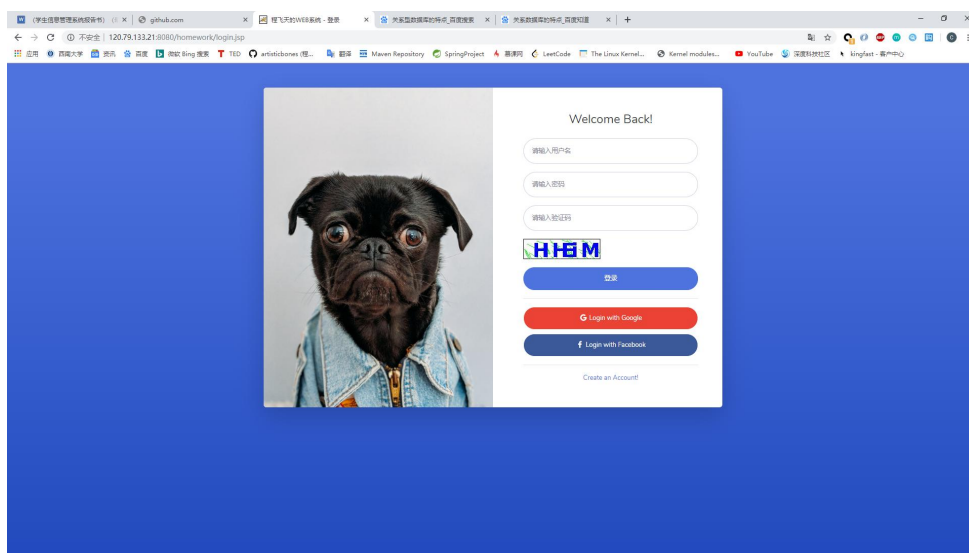 (学生信息管理系统报告书)
github.com
程飞天的WEB系统 - 登录
关系型数据库的特点_百度搜索
关系数据库的特点_百度知道
不安全 | 120.79.133.21:8080/homework/login.jsp
应用
西南大学
资讯
百度
微软 Bing 搜索
TED
artisticbones (程...
翻译
Maven Repository
SpringProject
慕课网
LeetCode
The Linux Kernel...
Kernel modules...
YouTube
深度科技社区
kingfast - 客户中心
Welcome Back!
请输入用户名
请输入密码
请输入验证码
登录
Login with Google
Login with Facebook
Create an Account!